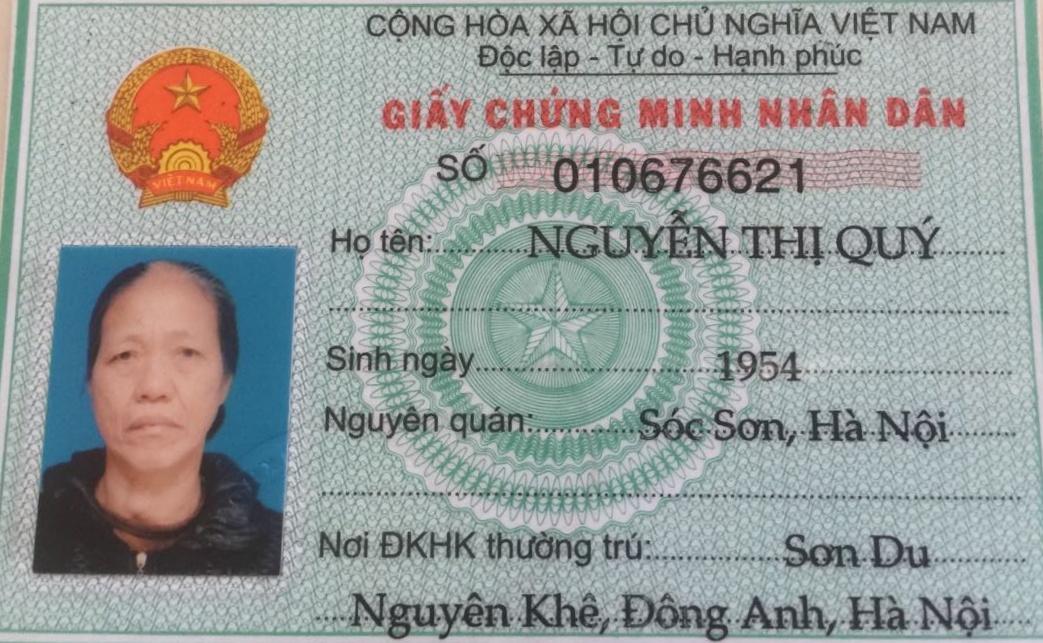 CỘNG HÒA XÃ HỘI CHỦ NGHĨA VIỆT NAM
Độc lập - Tự do - Hạnh phúc
GIẤY CHỨNG MINH NHÂN DÂN
SỐ 010676621
VIỆT NAM
Họ tên: NGUYỄN THỊ QUÝ
Sinh ngày 1954
Nguyên quán: Sóc Sơn, Hà Nội
Nơi ĐKHK thường trú: Sơn Du
Nguyên Khê, Đông Anh, Hà Nội